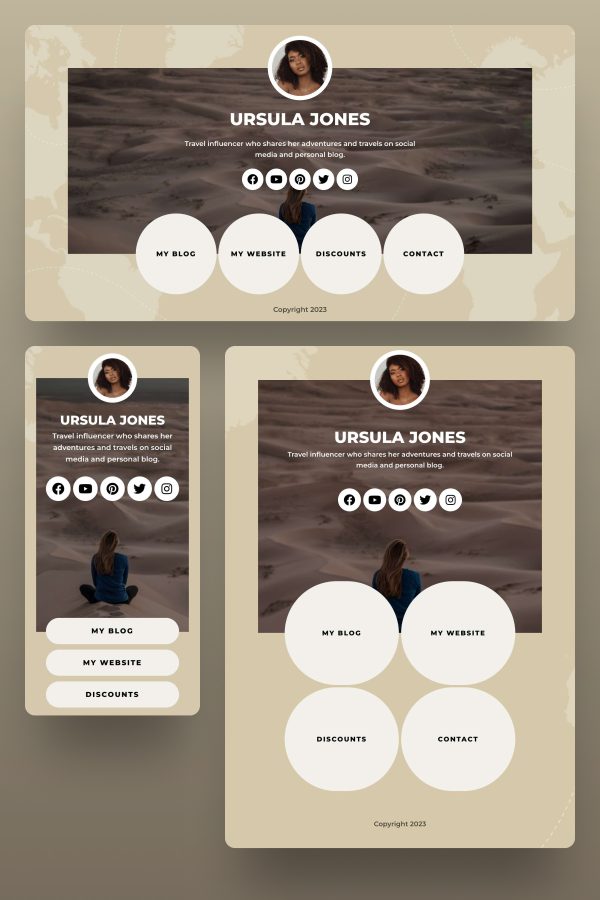 URSULA JONES
Travel influencer who shares her adventures and travels on social
media and personal blog.
MY BLOG
MY WEBSITE
DISCOUNTS
CONTACT
Copyright 2023
URSULA JONES
Travel influencer who shares her
adventures and travels on social
media and personal blog.
MY BLOG
MY WEBSITE
DISCOUNTS
URSULA JONES
Travel influencer who shares her adventures and travels on social
media and personal blog.
MY BLOG
MY WEBSITE
DISCOUNTS
CONTACT
Copyright 2023